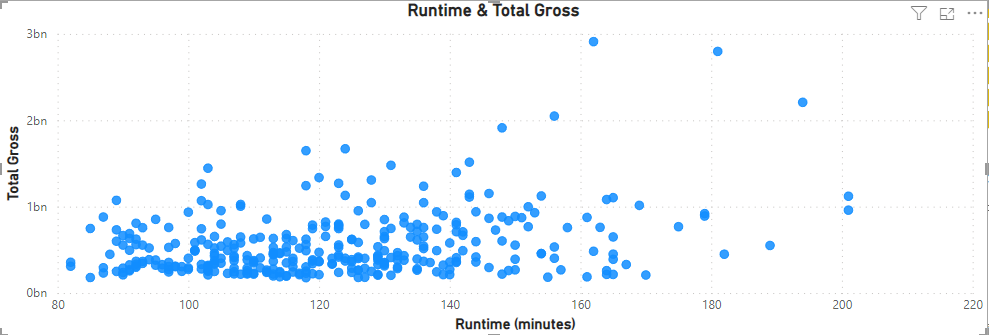 Runtime & Total Gross
3bn
2bn
1bn
0bn
Total Gross
80 100 120 140 160 180 200 220
Runtime (minutes)